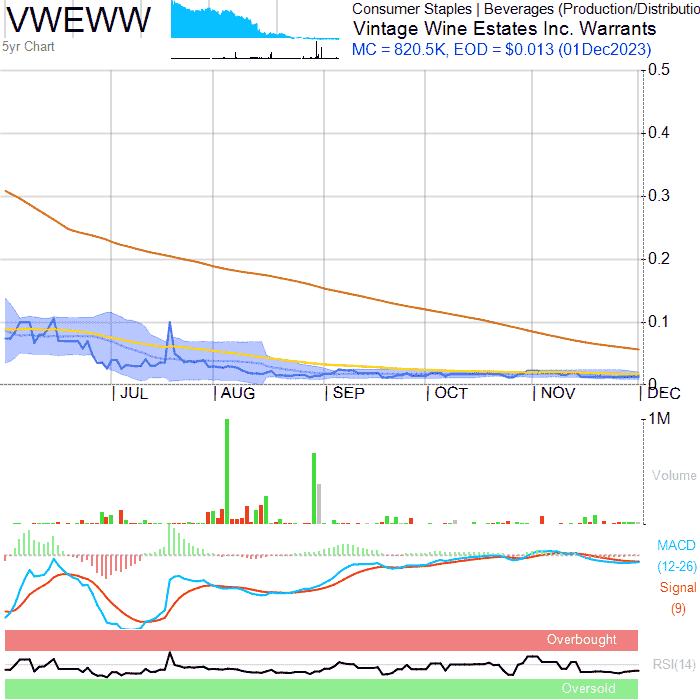 VWEWW
5yr Chart
Consumer Staples | Beverages (Production/Distributio
Vintage Wine Estates Inc. Warrants
MC = 820.5K, EOD = $0.013 (01Dec2023)
0.5
0.4
0.3
0.2
0.1
0
JUL AUG SEP OCT NOV DEC
1M
Volume
MACD
(12-26)
Signal
(9)
Overbought
RSI(14)
Oversold